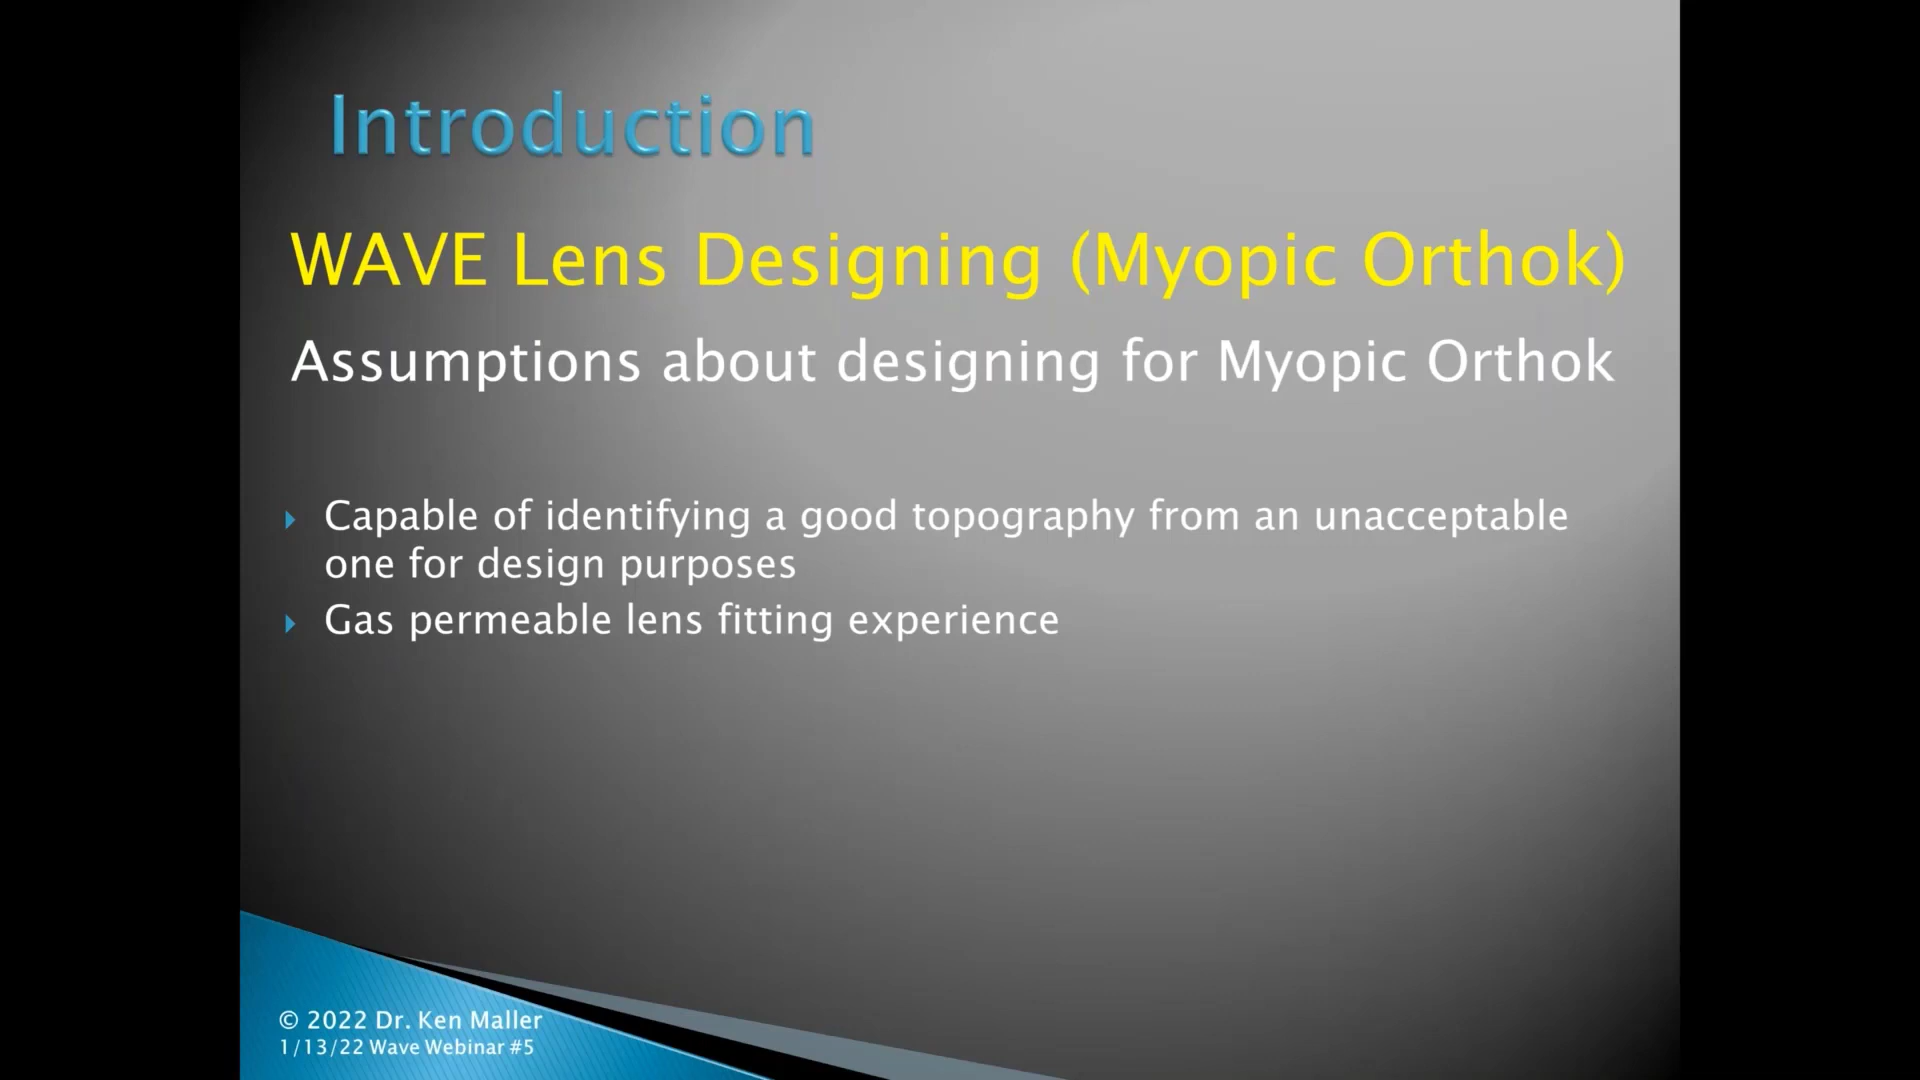 Introduction
WAVE Lens Designing (Myopic Orthok)
Assumptions about designing for Myopic Orthok
Capable of identifying a good topography from an unacceptable
one for design purposes
Gas permeable lens fitting experience
© 2022 Dr. Ken Maller
1/13/22 Wave Webinar #5